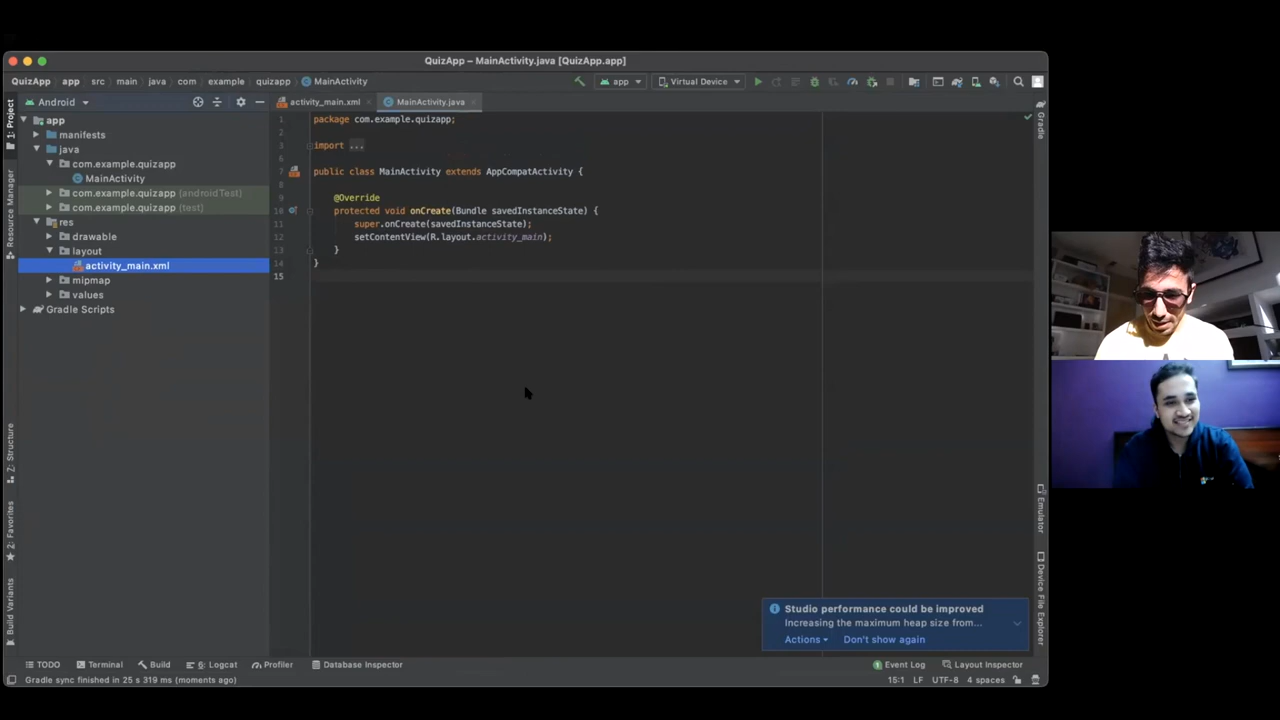 QuizApp – MainActivity.java [QuizApp.app]
QuizApp app src main java com example quizapp MainActivity
app Virtual Device
Android
activity_main.xml
MainActivity.java
1: Project
Resource Manager
Z: Structure
2: Favorites
Build Variants
app
manifests
java
com.example.quizapp
MainActivity
com.example.quizapp (androidTest)
com.example.quizapp (test)
res
drawable
layout
activity_main.xml
mipmap
values
Gradle Scripts
1 package com.example.quizapp;
2
3 import ...
6
7 public class MainActivity extends AppCompatActivity {
8
9 @Override
10 protected void onCreate(Bundle savedInstanceState) {
11 super.onCreate(savedInstanceState);
12 setContentView(R.layout.activity_main);
13 }
14 }
15
Gradle
Emulator
Device File Explorer
Studio performance could be improved
Increasing the maximum heap size from...
Actions Don't show again
TODO Terminal Build 6: Logcat Profiler Database Inspector
1 Event Log Layout Inspector
Gradle sync finished in 25 s 319 ms (moments ago)
15:1 LF UTF-8 4 spaces